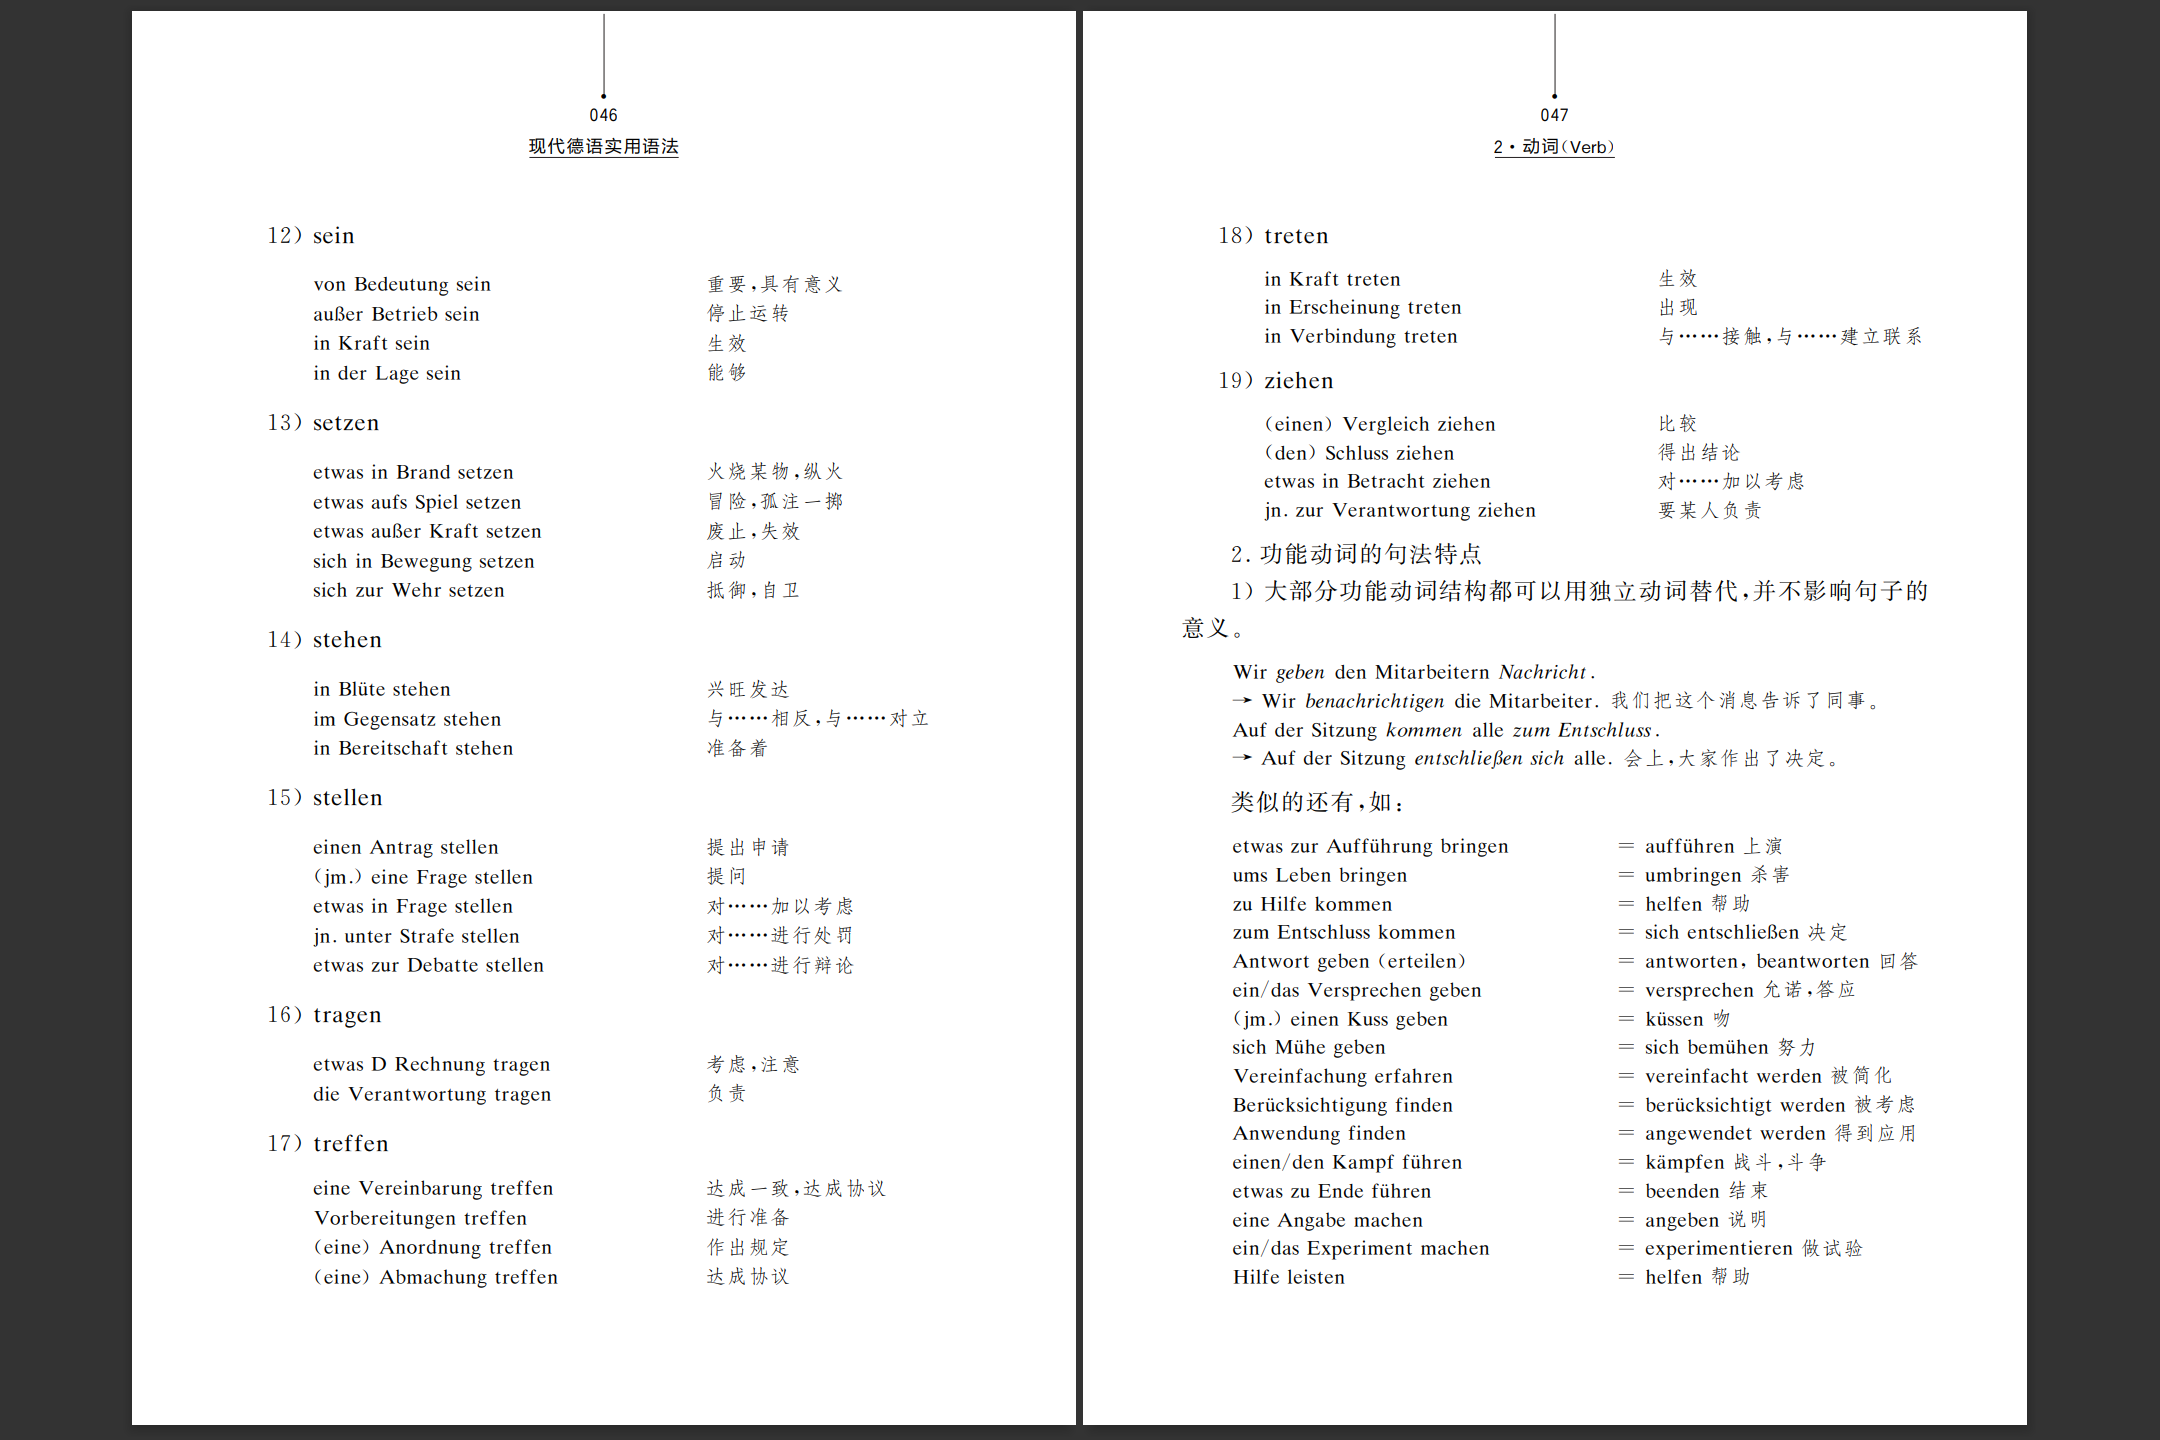 046
现代德语实用语法
12) sein
von Bedeutung sein 重要,具有意义
außer Betrieb sein 停止运转
in Kraft sein 生效
in der Lage sein 能够
13) setzen
etwas in Brand setzen 火烧某物,纵火
etwas aufs Spiel setzen 冒险,孤注一掷
etwas außer Kraft setzen 废止,失效
sich in Bewegung setzen 启动
sich zur Wehr setzen 抵御,自卫
14) stehen
in Blüte stehen 兴旺发达
im Gegensatz stehen 与……相反,与……对立
in Bereitschaft stehen 准备着
15) stellen
einen Antrag stellen 提出申请
(jm.) eine Frage stellen 提问
etwas in Frage stellen 对……加以考虑
jn. unter Strafe stellen 对……进行处罚
etwas zur Debatte stellen 对……进行辩论
16) tragen
etwas D Rechnung tragen 考虑,注意
die Verantwortung tragen 负责
17) treffen
eine Vereinbarung treffen 达成一致,达成协议
Vorbereitungen treffen 进行准备
(eine) Anordnung treffen 作出规定
(eine) Abmachung treffen 达成协议
047
2·动词(Verb)
18) treten
in Kraft treten 生效
in Erscheinung treten 出现
in Verbindung treten 与……接触,与……建立联系
19) ziehen
(einen) Vergleich ziehen 比较
(den) Schluss ziehen 得出结论
etwas in Betracht ziehen 对……加以考虑
jn. zur Verantwortung ziehen 要某人负责
2. 功能动词的句法特点
1) 大部分功能动词结构都可以用独立动词替代,并不影响句子的
意义。
Wir geben den Mitarbeitern Nachricht.
→ Wir benachrichtigen die Mitarbeiter. 我们把这个消息告诉了同事。
Auf der Sitzung kommen alle zum Entschluss.
→ Auf der Sitzung entschließen sich alle. 会上,大家作出了决定。
类似的还有,如:
etwas zur Aufführung bringen = aufführen 上演
ums Leben bringen = umbringen 杀害
zu Hilfe kommen = helfen 帮助
zum Entschluss kommen = sich entschließen 决定
Antwort geben (erteilen) = antworten, beantworten 回答
ein/das Versprechen geben = versprechen 允诺,答应
(jm.) einen Kuss geben = küssen 吻
sich Mühe geben = sich bemühen 努力
Vereinfachung erfahren = vereinfacht werden 被简化
Berücksichtigung finden = berücksichtigt werden 被考虑
Anwendung finden = angewendet werden 得到应用
einen/den Kampf führen = kämpfen 战斗,斗争
etwas zu Ende führen = beenden 结束
eine Angabe machen = angeben 说明
ein/das Experiment machen = experimentieren 做试验
Hilfe leisten = helfen 帮助